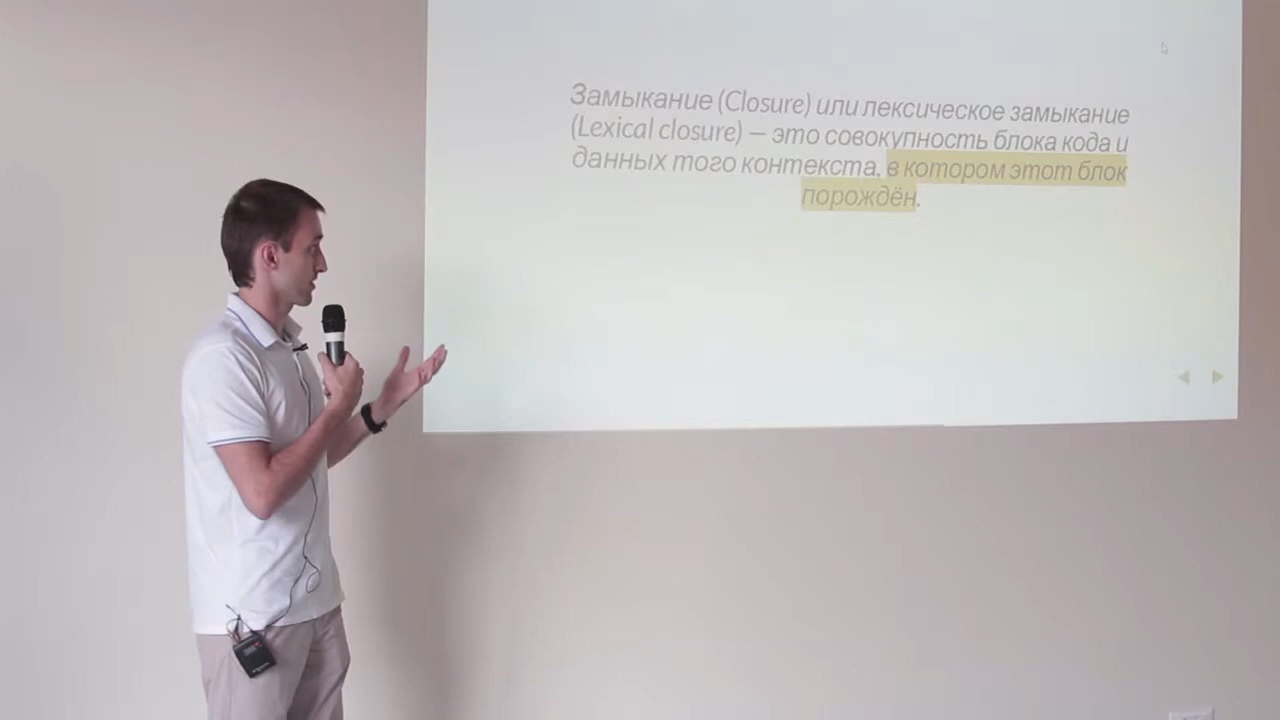 Замыкание (Closure) или лексическое замыкание
(Lexical closure) — это совокупность блока кода и
данных того контекста, в котором этот блок
порождён.